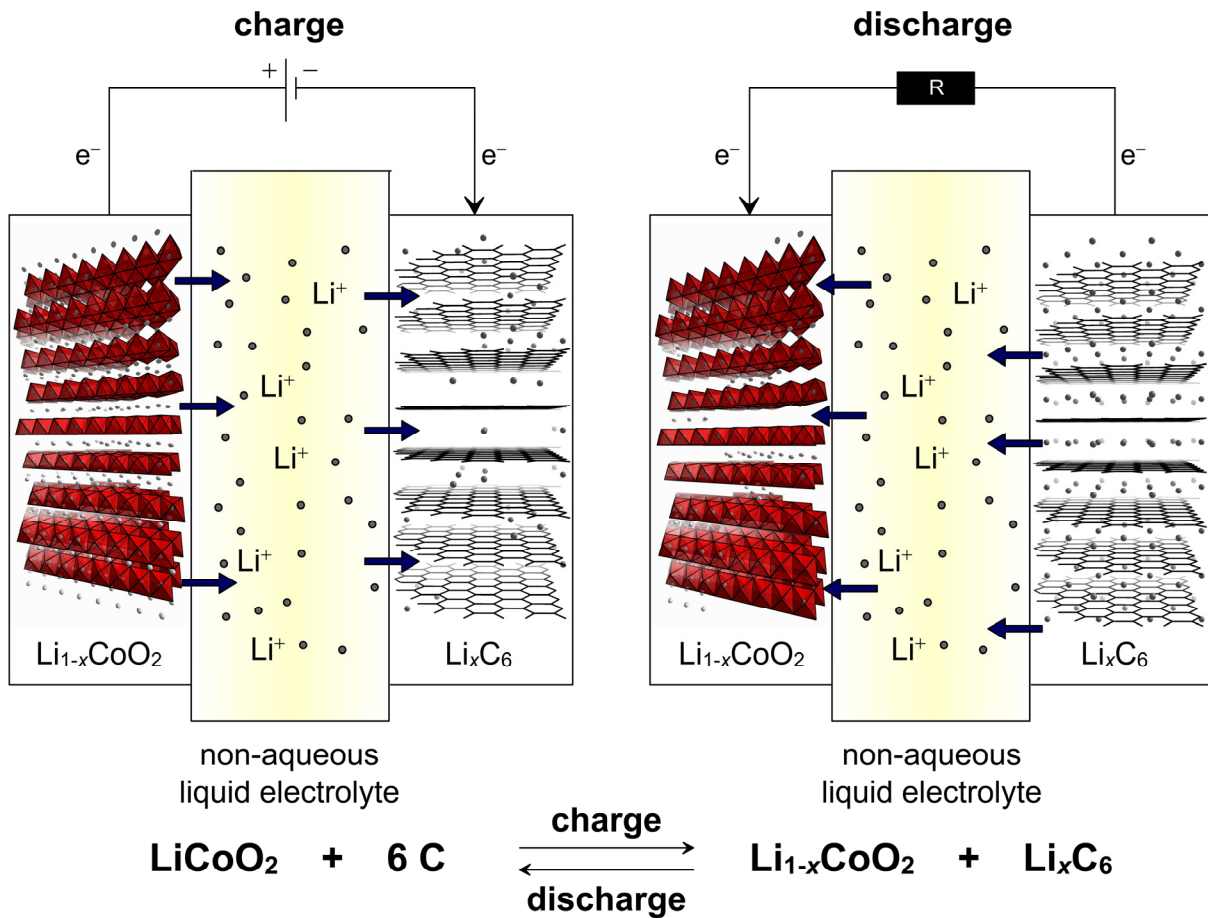 charge
+ −
e⁻
e⁻
Li⁺
Li⁺
Li⁺
Li⁺
Li⁺
Li₁₋ₓCoO₂
LiₓC₆
non-aqueous
liquid electrolyte
discharge
R
e⁻
e⁻
Li⁺
Li⁺
Li⁺
Li⁺
Li⁺
Li₁₋ₓCoO₂
LiₓC₆
non-aqueous
liquid electrolyte
charge
LiCoO₂ + 6 C Li₁₋ₓCoO₂ + LiₓC₆
discharge